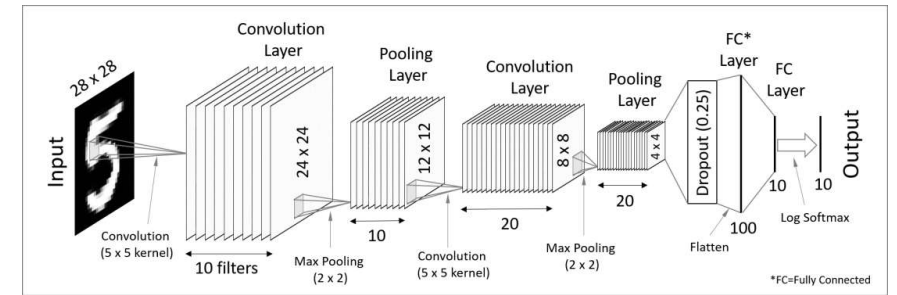 Input
28 x 28
Convolution
(5 x 5 kernel)
Convolution
Layer
24 x 24
10 filters
Max Pooling
(2 x 2)
Pooling
Layer
12 x 12
10
Convolution
(5 x 5 kernel)
Convolution
Layer
8 x 8
20
Max Pooling
(2 x 2)
Pooling
Layer
4 x 4
20
Dropout (0.25)
Flatten
FC*
Layer
100
FC
Layer
10
Log Softmax
10
Output
*FC=Fully Connected